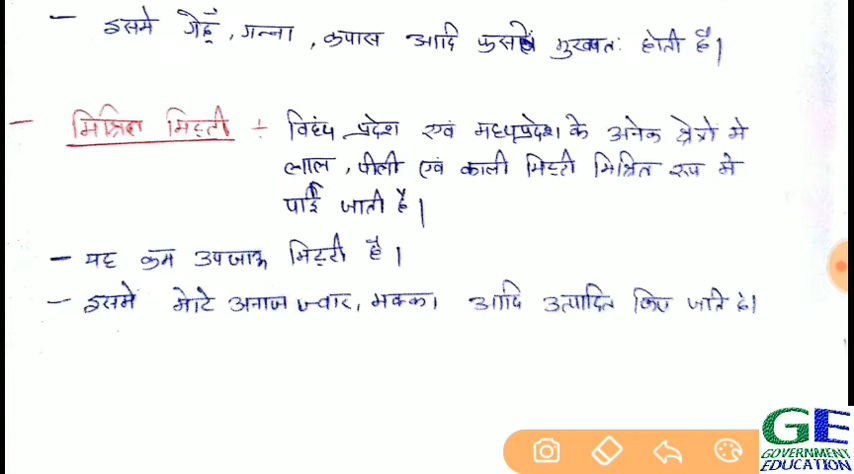 - इसमे गेहूँ, गन्ना, कपास आदि फसलें मुख्यतः होती है।
- मिश्रित मिट्टी ÷ विंध्य प्रदेश एवं मध्यप्रदेश के अनेक क्षेत्रों मे
लाल, पीली एवं काली मिट्टी मिश्रित रूप मे
पाई जाती है।
- यह कम उपजाऊ मिट्टी है।
- इसमें मोटे अनाज ज्वार, मक्का आदि उत्पादित किए जाते है।
GE
GOVERNMENT
EDUCATION